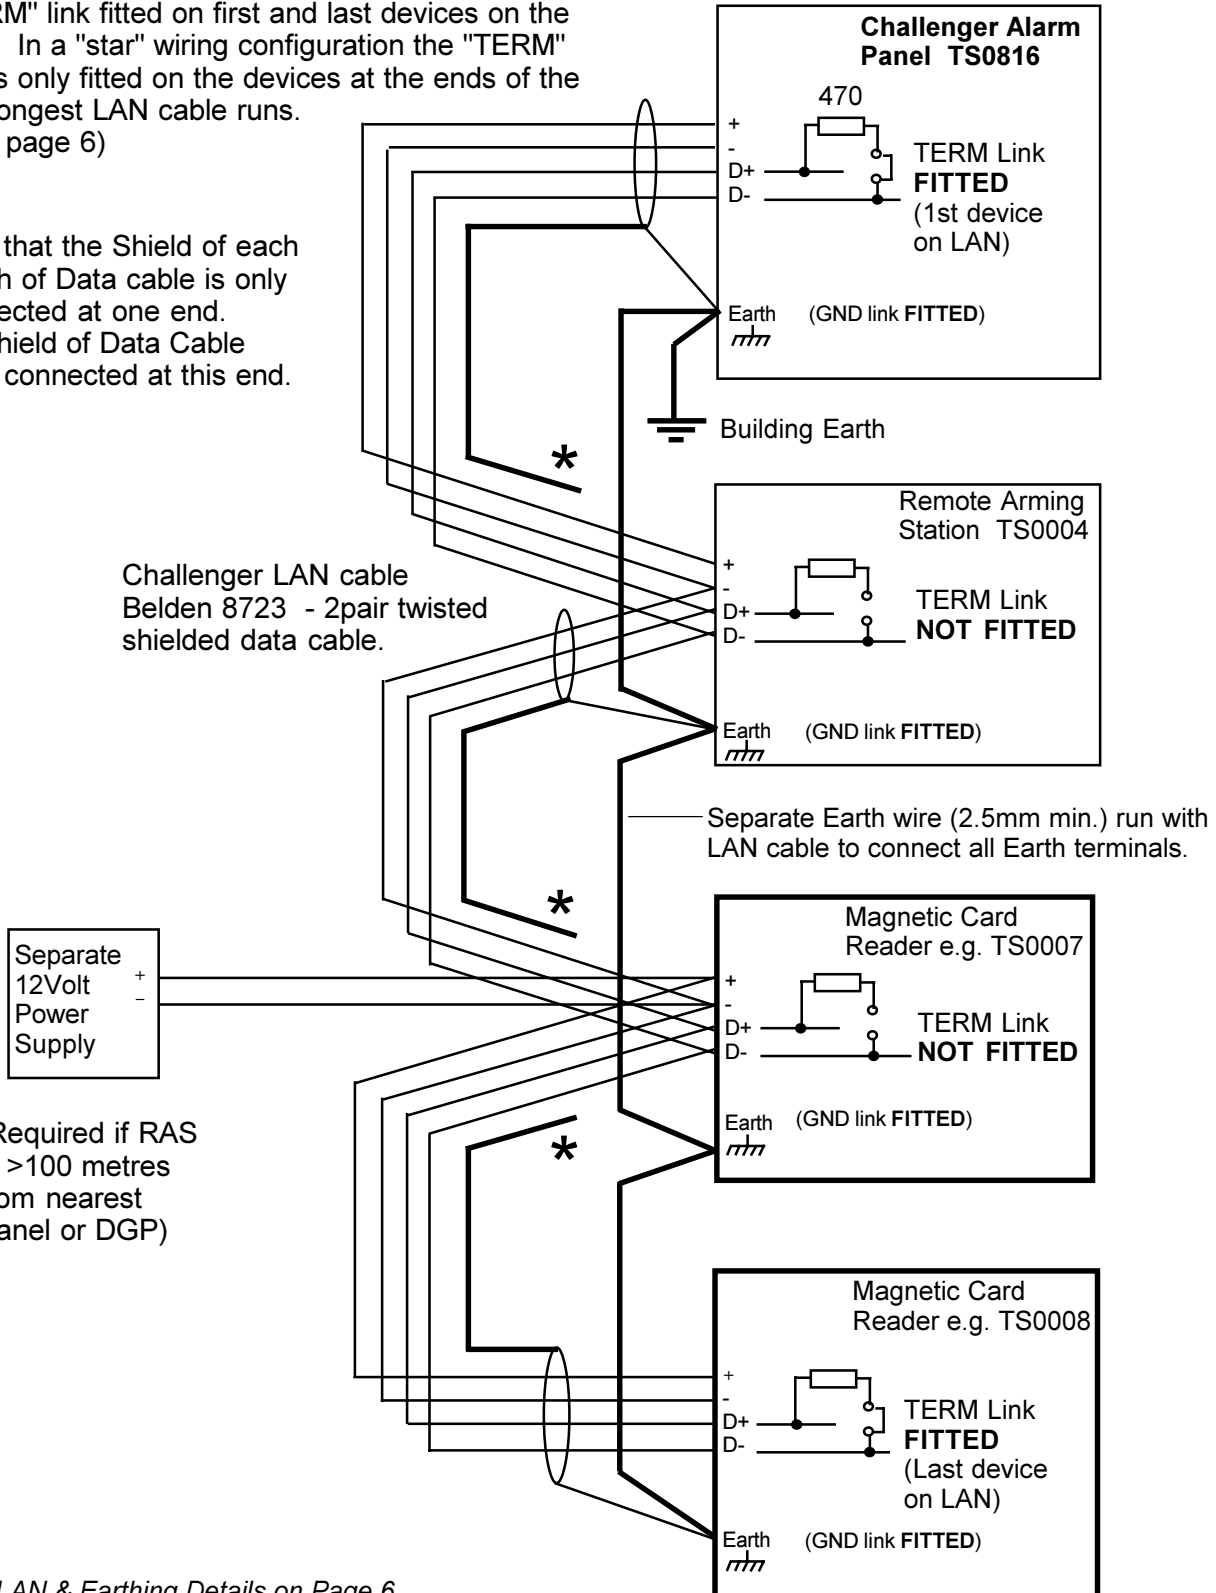 RM" link fitted on first and last devices on the
In a "star" wiring configuration the "TERM"
s only fitted on the devices at the ends of the
ongest LAN cable runs.
page 6)
that the Shield of each
h of Data cable is only
ected at one end.
hield of Data Cable
connected at this end.
Challenger Alarm
Panel TS0816
470
+
-
D+
D-
TERM Link
FITTED
(1st device
on LAN)
Earth (GND link FITTED)
Building Earth
*
Remote Arming
Station TS0004
+
-
D+
D-
TERM Link
NOT FITTED
Earth (GND link FITTED)
Challenger LAN cable
Belden 8723 - 2pair twisted
shielded data cable.
Separate Earth wire (2.5mm min.) run with
LAN cable to connect all Earth terminals.
*
Magnetic Card
Reader e.g. TS0007
+
-
D+
D-
TERM Link
NOT FITTED
Earth (GND link FITTED)
Separate
12Volt
Power
Supply
+
−
Required if RAS
>100 metres
om nearest
anel or DGP)
*
Magnetic Card
Reader e.g. TS0008
+
-
D+
D-
TERM Link
FITTED
(Last device
on LAN)
Earth (GND link FITTED)
LAN & Earthing Details on Page 6